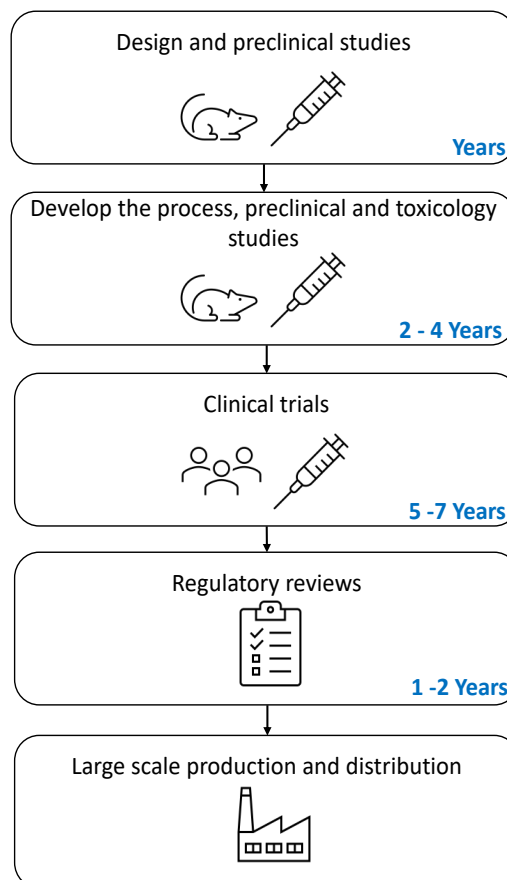 Design and preclinical studies
Years
Develop the process, preclinical and toxicology
studies
2 - 4 Years
Clinical trials
5 -7 Years
Regulatory reviews
1 -2 Years
Large scale production and distribution